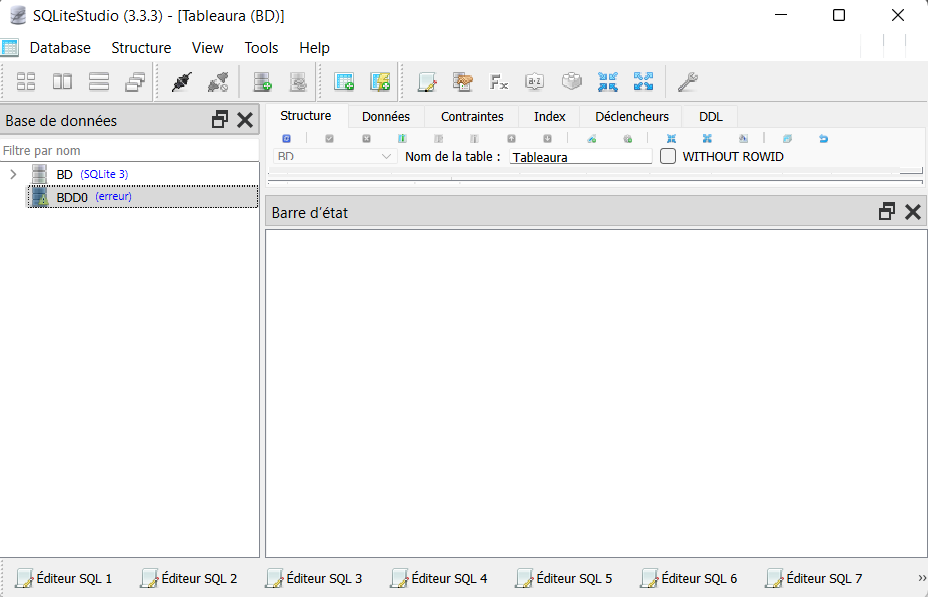 SQLiteStudio (3.3.3) - [Tableaura (BD)]
Database Structure View Tools Help
Base de données
Filtre par nom
BD (SQLite 3)
BDD0 (erreur)
Structure Données Contraintes Index Déclencheurs DDL
BD Nom de la table : Tableaura WITHOUT ROWID
Barre d'état
Éditeur SQL 1 Éditeur SQL 2 Éditeur SQL 3 Éditeur SQL 4 Éditeur SQL 5 Éditeur SQL 6 Éditeur SQL 7 »